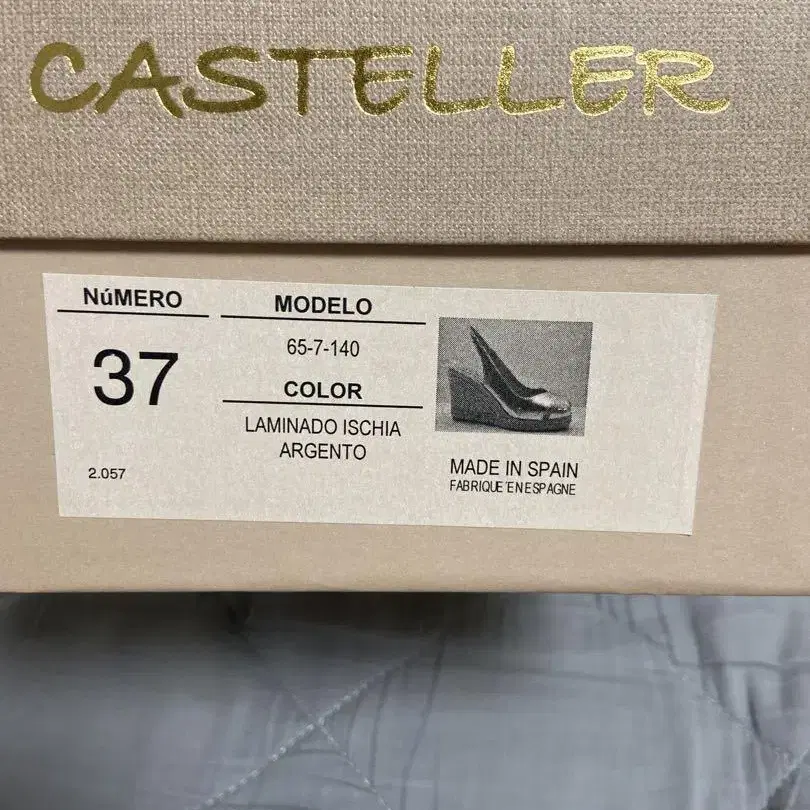 CASTELLER
NúMERO
37
2.057
MODELO
65-7-140
COLOR
LAMINADO ISCHIA
ARGENTO
MADE IN SPAIN
FABRIQUE´EN ESPAGNE